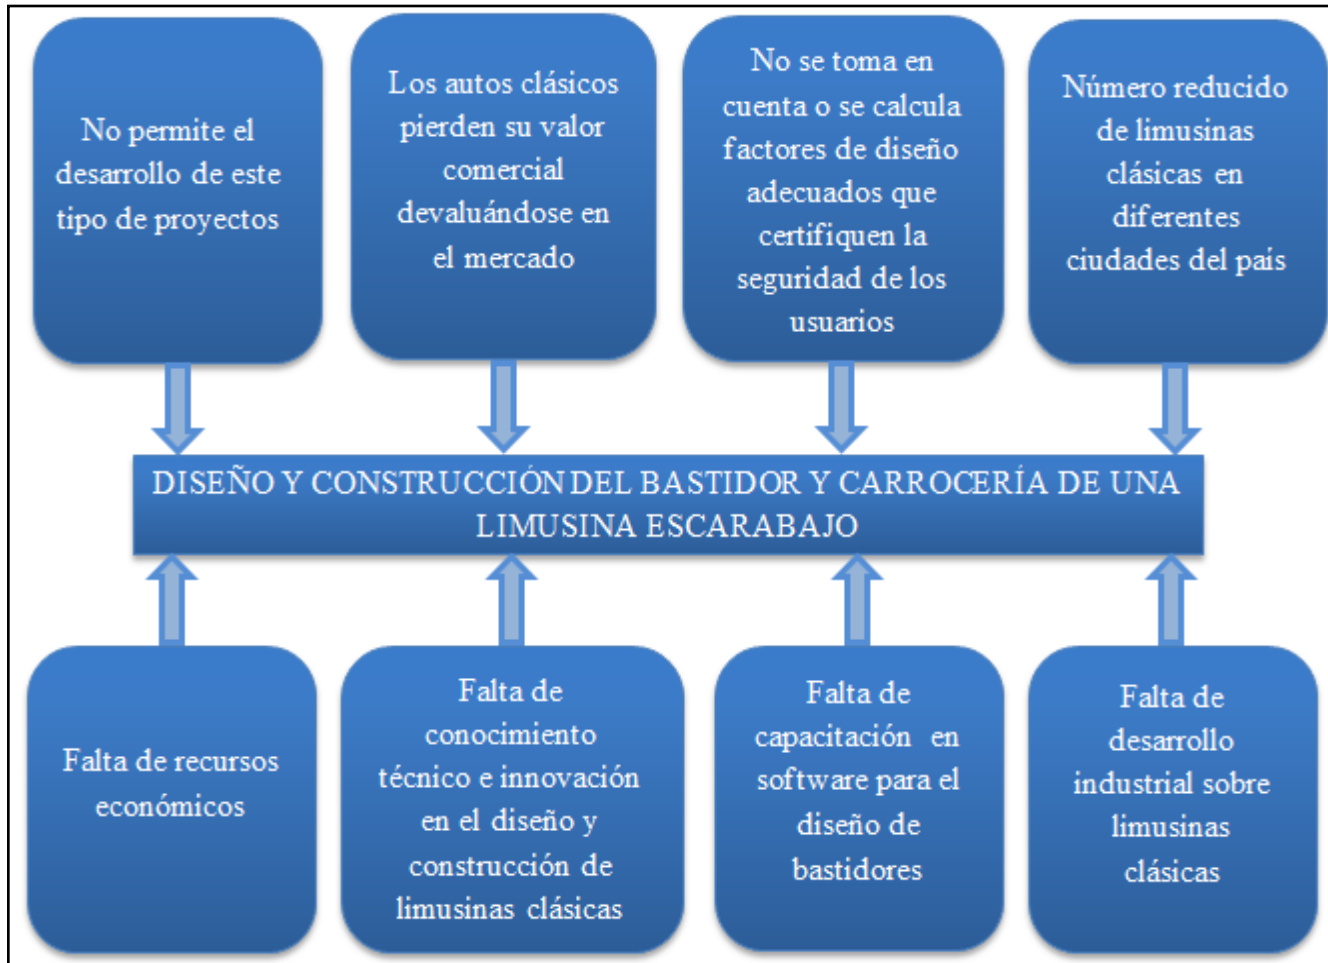 No permite el
desarrollo de este
tipo de proyectos
Los autos clásicos
pierden su valor
comercial
devaluándose en
el mercado
No se toma en
cuenta o se calcula
factores de diseño
adecuados que
certifiquen la
seguridad de los
usuarios
Número reducido
de limusinas
clásicas en
diferentes
ciudades del país
DISEÑO Y CONSTRUCCIÓN DEL BASTIDOR Y CARROCERÍA DE UNA
LIMUSINA ESCARABAJO
Falta de recursos
económicos
Falta de
conocimiento
técnico e innovación
en el diseño y
construcción de
limusinas clásicas
Falta de
capacitación en
software para el
diseño de
bastidores
Falta de
desarrollo
industrial sobre
limusinas
clásicas